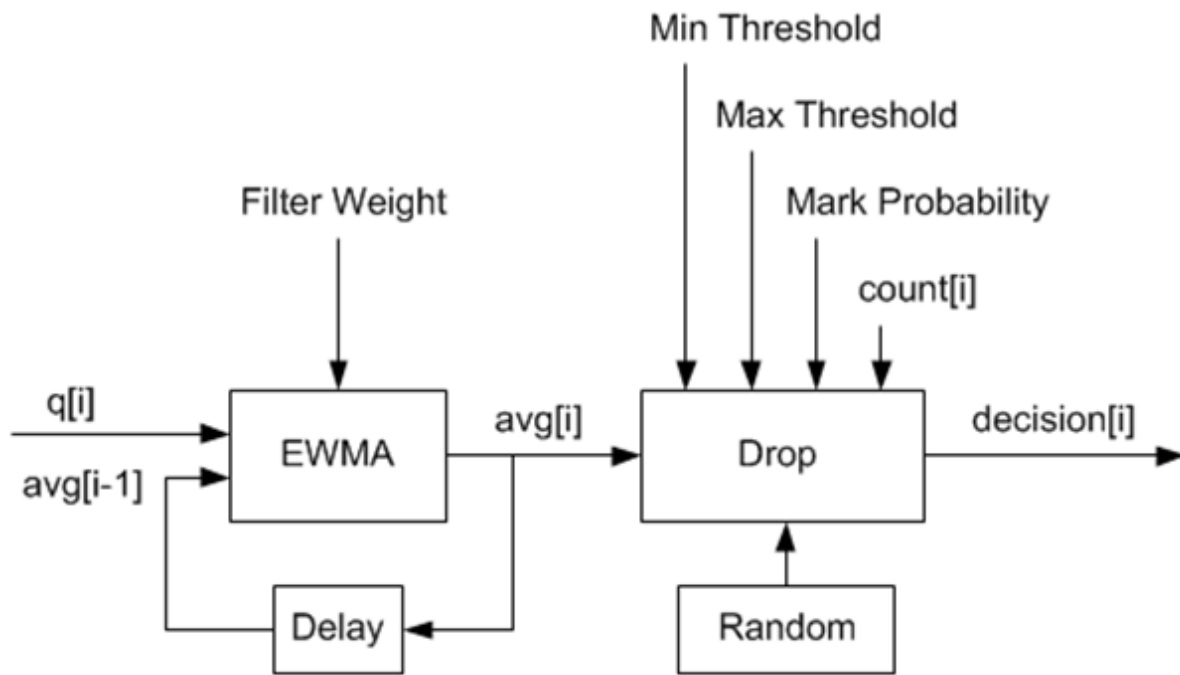 Min Threshold
Max Threshold
Filter Weight
Mark Probability
count[i]
q[i]
avg[i-1]
EWMA
avg[i]
Drop
decision[i]
Delay
Random